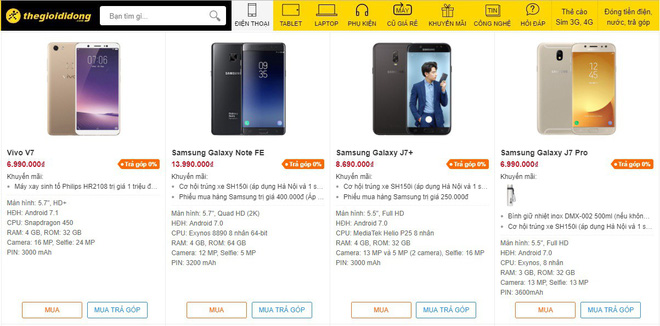 thegioididong
.com
Bạn tìm gì...
ĐIỆN THOẠI
TABLET
LAPTOP
PHỤ KIỆN
MÁY
CŨ GIÁ RẺ
KHUYẾN MÃI
TIN
CÔNG NGHỆ
HỎI ĐÁP
Thẻ cào
Sim 3G, 4G
Đóng tiền điện,
nước, trả góp
Vivo V7
6.990.000₫
Trả góp 0%
Khuyến mãi:
Máy xay sinh tố Philips HR2108 trị giá 1 triệu đ...
Màn hình: 5.7", HD+
HĐH: Android 7.1
CPU: Snapdragon 450
RAM: 4 GB, ROM: 32 GB
Camera: 16 MP, Selfie: 24 MP
PIN: 3000 mAh
MUA
MUA TRẢ GÓP
Samsung Galaxy Note FE
13.990.000₫
Trả góp 0%
Khuyến mãi:
Cơ hội trúng xe SH150i (áp dụng Hà Nội và 1 s...
Phiếu mua hàng Samsung trị giá 400.000đ (Áp...
Màn hình: 5.7", Quad HD (2K)
HĐH: Android 7.0
CPU: Exynos 8890 8 nhân 64-bit
RAM: 4 GB, ROM: 64 GB
Camera: 12 MP, Selfie: 5 MP
PIN: 3200 mAh
MUA
MUA TRẢ GÓP
Samsung Galaxy J7+
8.690.000₫
Trả góp 0%
Khuyến mãi:
Cơ hội trúng xe SH150i (áp dụng Hà Nội và 1 s...
Phiếu mua hàng trị giá 250.000đ
Màn hình: 5.5", Full HD
HĐH: Android 7.0
CPU: MediaTek Helio P25 8 nhân
RAM: 4 GB, ROM: 32 GB
Camera: 13 MP và 5 MP (2 camera), Selfie: 16 MP
PIN: 3000 mAh
MUA
MUA TRẢ GÓP
Samsung Galaxy J7 Pro
6.990.000₫
Trả góp 0%
Khuyến mãi:
Bình giữ nhiệt inox DMX-002 500ml (nếu khôn...
Cơ hội trúng xe SH150i (áp dụng Hà Nội và 1 s...
Màn hình: 5.5", Full HD
HĐH: Android 7.0
CPU: Exynos, 8 nhân
RAM: 3 GB, ROM: 32 GB
Camera: 13 MP, Selfie: 13 MP
PIN: 3600mAh
MUA
MUA TRẢ GÓP